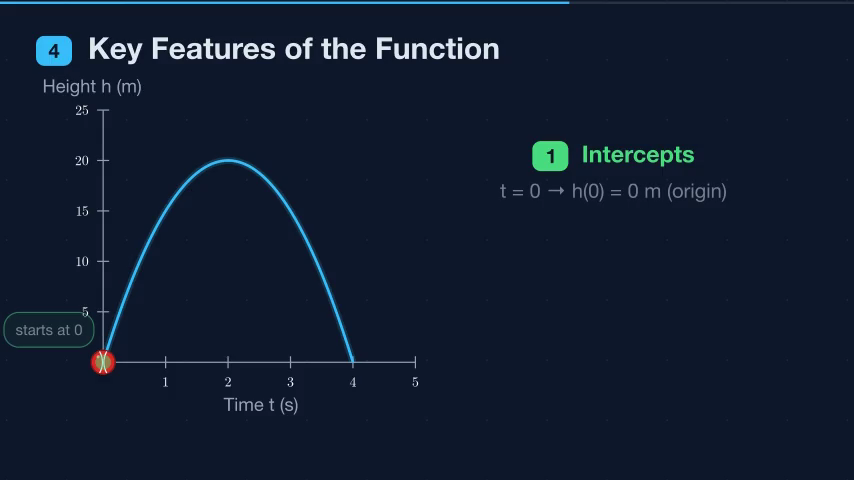 4 Key Features of the Function
Height h (m)
25
20
15
10
5
starts at 0
1 2 3 4 5
Time t (s)
1 Intercepts
t = 0 → h(0) = 0 m (origin)